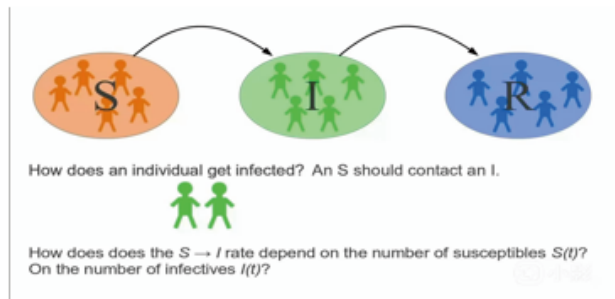 S I R
How does an individual get infected? An S should contact an I.
How does does the S → I rate depend on the number of susceptibles S(t)?
On the number of infectives I(t)?